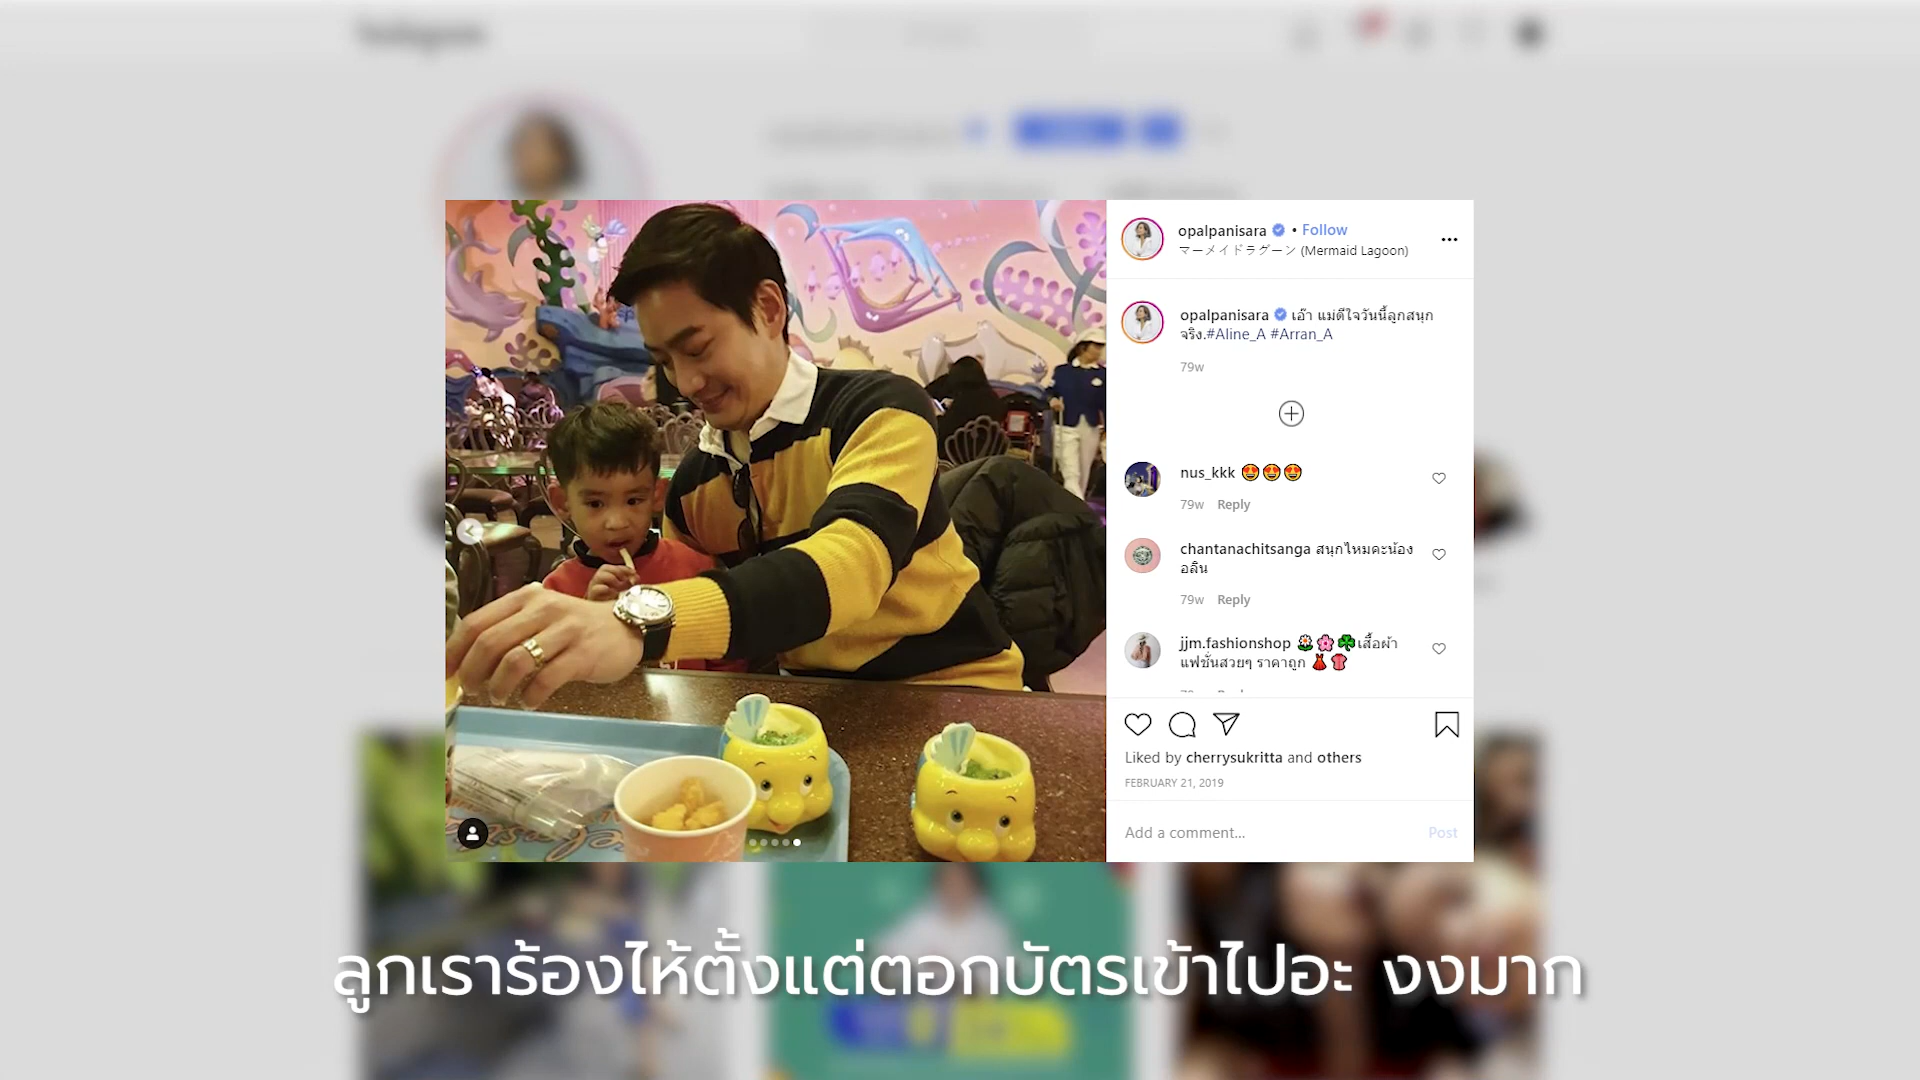 opalpanisara • Follow
マーメイドラグーン (Mermaid Lagoon)
opalpanisara เอ๊า แม่ดีใจวันนี้ลูกสนุก
จริง.#Aline_A #Arran_A
79w
nus_kkk 😍😍😍
79w Reply
chantanachitsanga สนุกไหมคะน้อง
อลิน
79w Reply
jjm.fashionshop 🌼🌸☘️เสื้อผ้า
แฟชั่นสวยๆ ราคาถูก 👗👚
Liked by cherrysukritta and others
FEBRUARY 21, 2019
Add a comment...
Post
ลูกเราร้องไห้ตั้งแต่ตอกบัตรเข้าไปอะ งงมาก